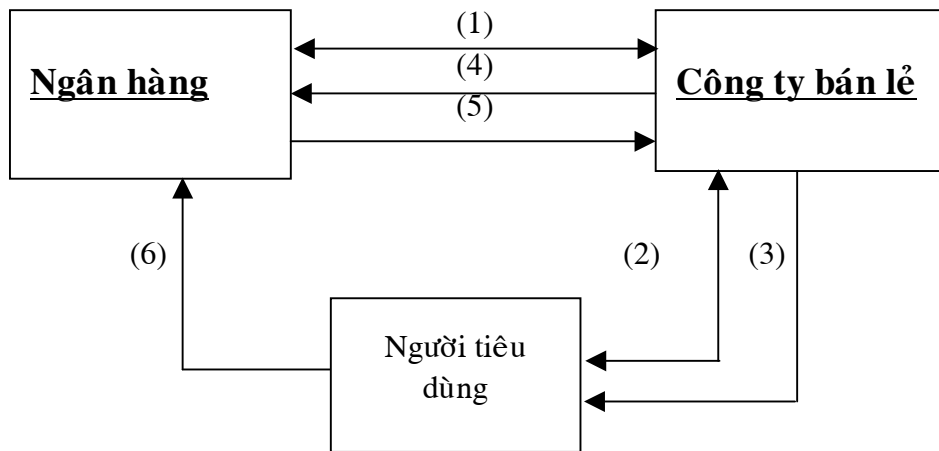 (1)
Ngân hàng
(4)
Công ty bán lẻ
(5)
(6)
(2)
(3)
Người tiêu
dùng